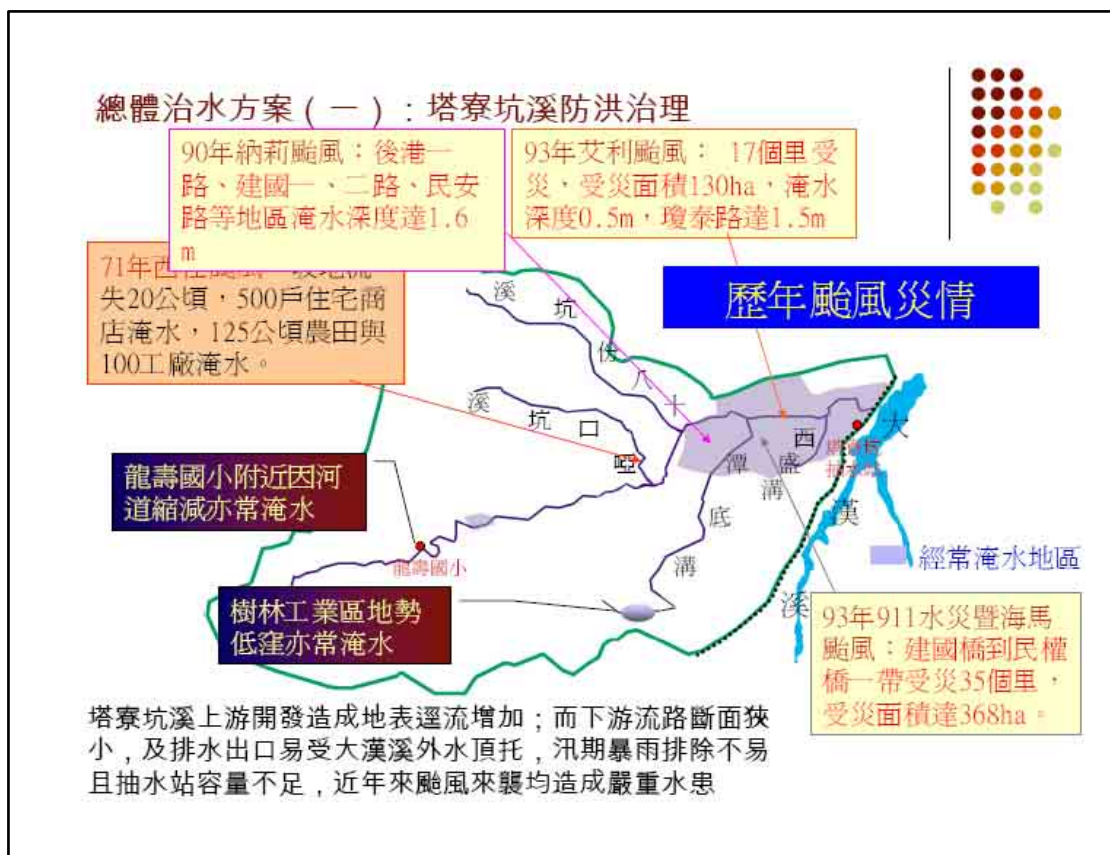 總體治水方案（一）：塔寮坑溪防洪治理
90年納莉颱風：後港一
路、建國一、二路、民安
路等地區淹水深度達1.6
m
93年艾利颱風： 17個里受
災，受災面積130ha，淹水
深度0.5m，瓊泰路達1.5m
71年西仕颱風
失20公頃，500戶住宅商
店淹水，125公頃農田與
100工廠淹水。
歷年颱風災情
溪坑份八十
溪坑口啞
西盛溝
潭底溝
大漢溪
龍壽國小附近因河
道縮減亦常淹水
龍壽國小
樹林工業區地勢
低窪亦常淹水
經常淹水地區
93年911水災暨海馬
颱風：建國橋到民權
橋一帶受災35個里，
受災面積達368ha。
塔寮坑溪上游開發造成地表逕流增加；而下游流路斷面狹
小，及排水出口易受大漢溪外水頂托，汛期暴雨排除不易
且抽水站容量不足，近年來颱風來襲均造成嚴重水患